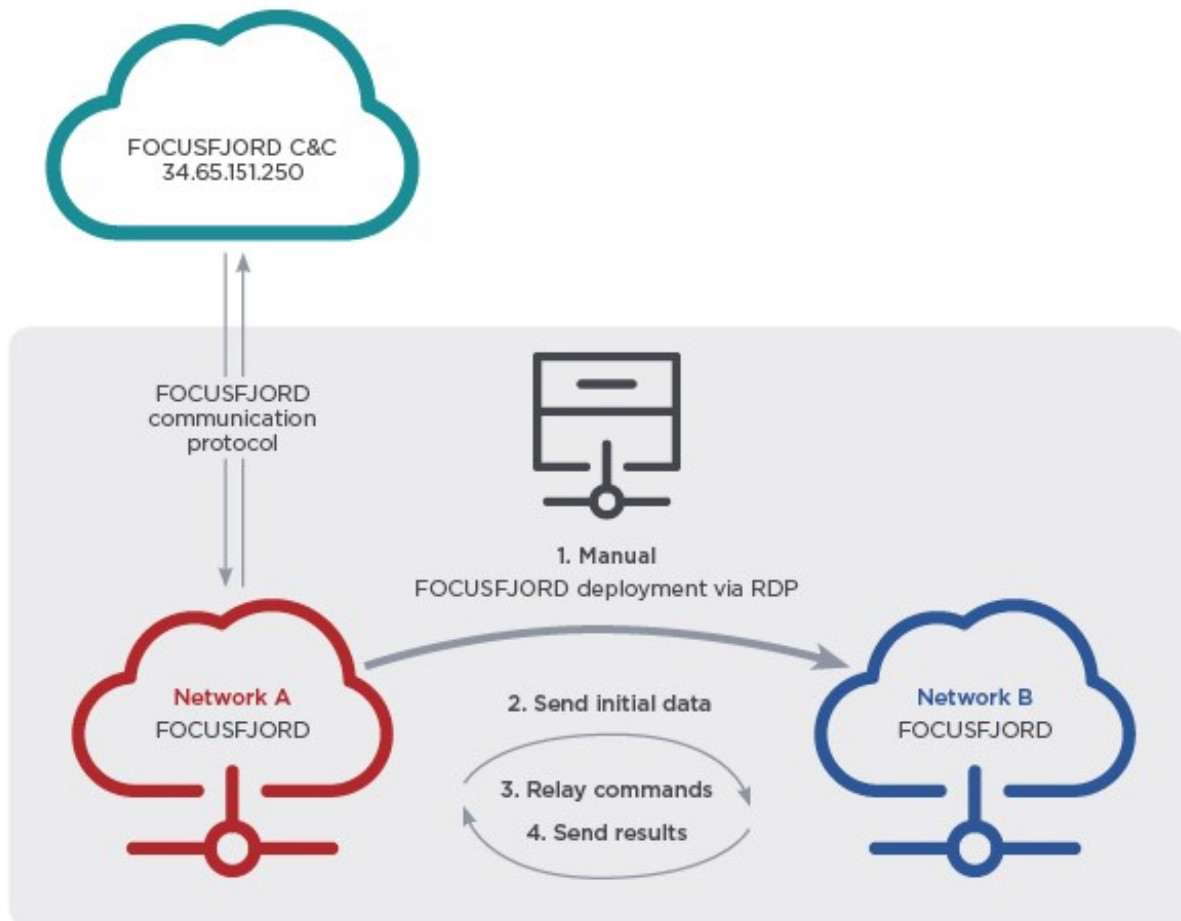 FOCUSFJORD C&C
34.65.151.250
FOCUSFJORD
communication
protocol
1. Manual
FOCUSFJORD deployment via RDP
Network A
FOCUSFJORD
2. Send initial data
3. Relay commands
4. Send results
Network B
FOCUSFJORD